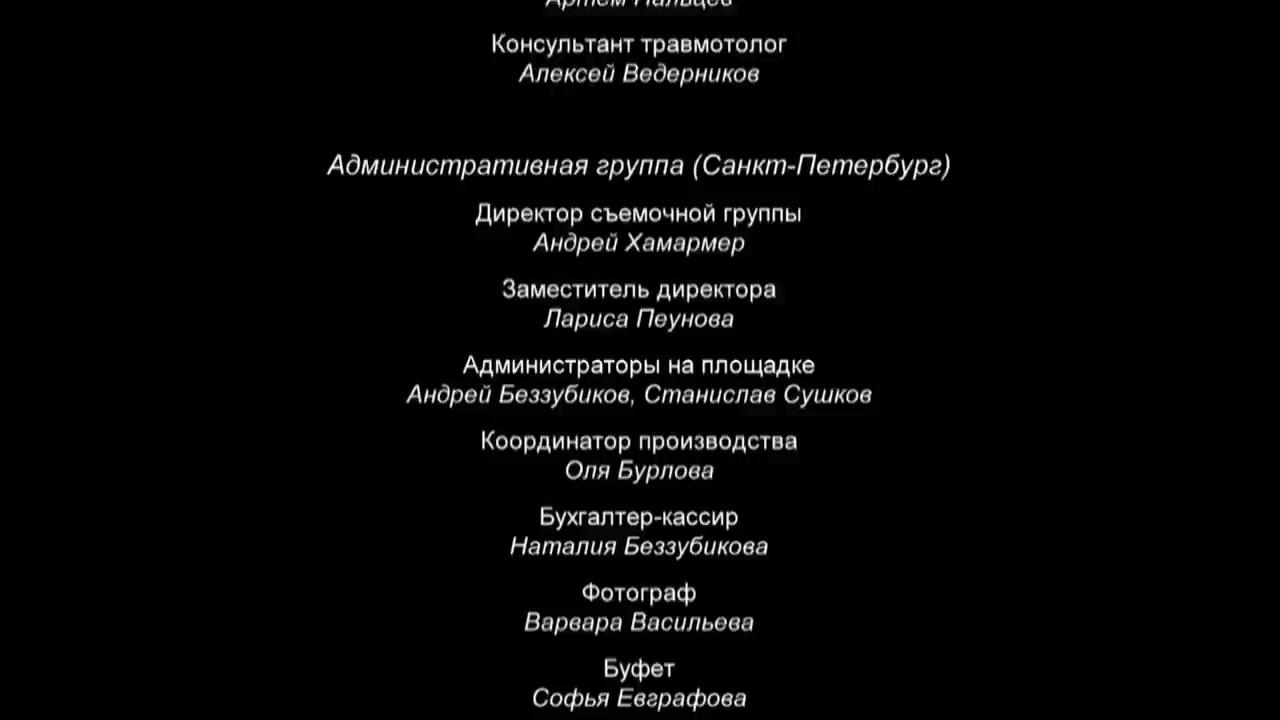 Консультант травмотолог
Алексей Ведерников
Административная группа (Санкт-Петербург)
Директор съемочной группы
Андрей Хамармер
Заместитель директора
Лариса Пеунова
Администраторы на площадке
Андрей Беззубиков, Станислав Сушков
Координатор производства
Оля Бурлова
Бухгалтер-кассир
Наталия Беззубикова
Фотограф
Варвара Васильева
Буфет
Софья Евграфова